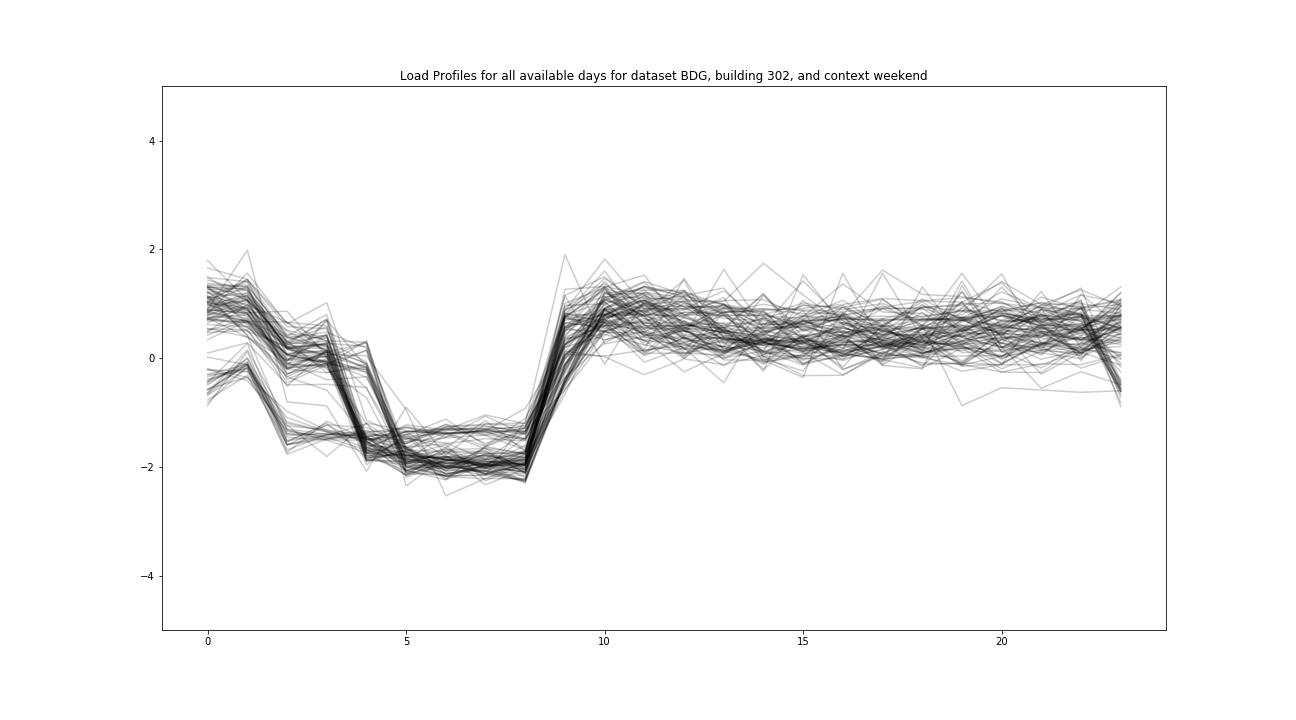 Load Profiles for all available days for dataset BDG, building 302, and context weekend
4
2
0
−2
−4
0 5 10 15 20